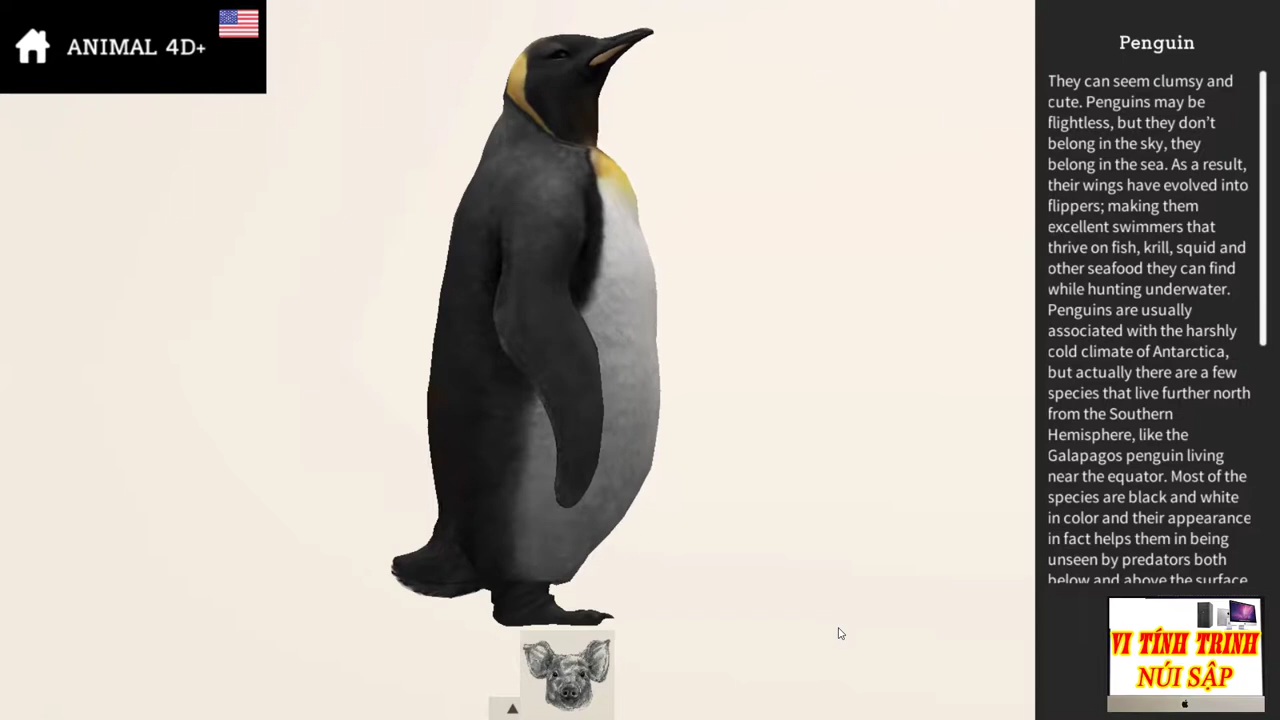 ANIMAL 4D+
Penguin
They can seem clumsy and
cute. Penguins may be
flightless, but they don’t
belong in the sky, they
belong in the sea. As a result,
their wings have evolved into
flippers; making them
excellent swimmers that
thrive on fish, krill, squid and
other seafood they can find
while hunting underwater.
Penguins are usually
associated with the harshly
cold climate of Antarctica,
but actually there are a few
species that live further north
from the Southern
Hemisphere, like the
Galapagos penguin living
near the equator. Most of the
species are black and white
in color and their appearance
in fact helps them in being
unseen by predators both
below and above the surface
VI TÍNH TRINH
NÚI SẬP